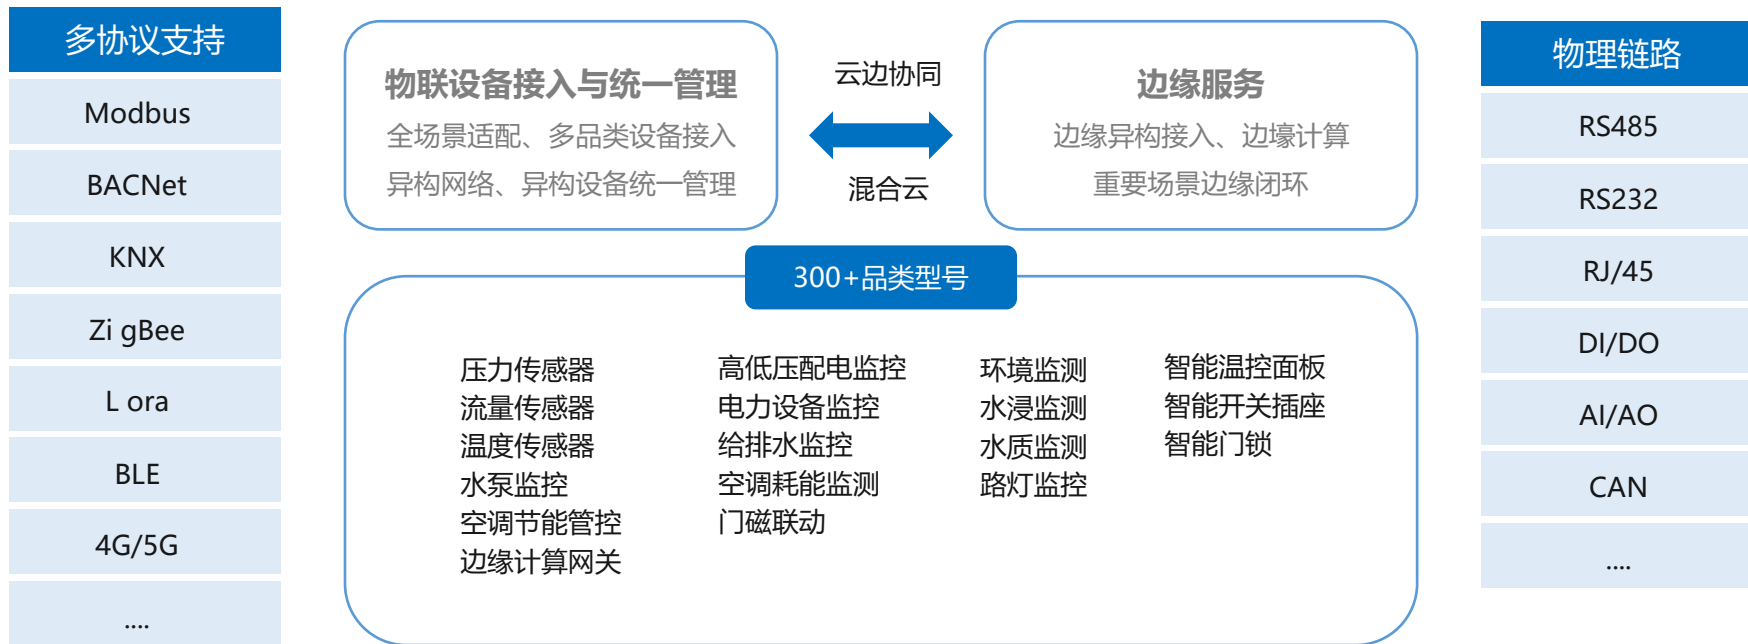 多协议支持
Modbus
BACNet
KNX
Zi gBee
L ora
BLE
4G/5G
....
物联设备接入与统一管理
全场景适配、多品类设备接入
异构网络、异构设备统一管理
云边协同
混合云
边缘服务
边缘异构接入、边壕计算
重要场景边缘闭环
300+品类型号
压力传感器
流量传感器
温度传感器
水泵监控
空调节能管控
边缘计算网关
高低压配电监控
电力设备监控
给排水监控
空调耗能监测
门磁联动
环境监测
水浸监测
水质监测
路灯监控
智能温控面板
智能开关插座
智能门锁
物理链路
RS485
RS232
RJ/45
DI/DO
AI/AO
CAN
....